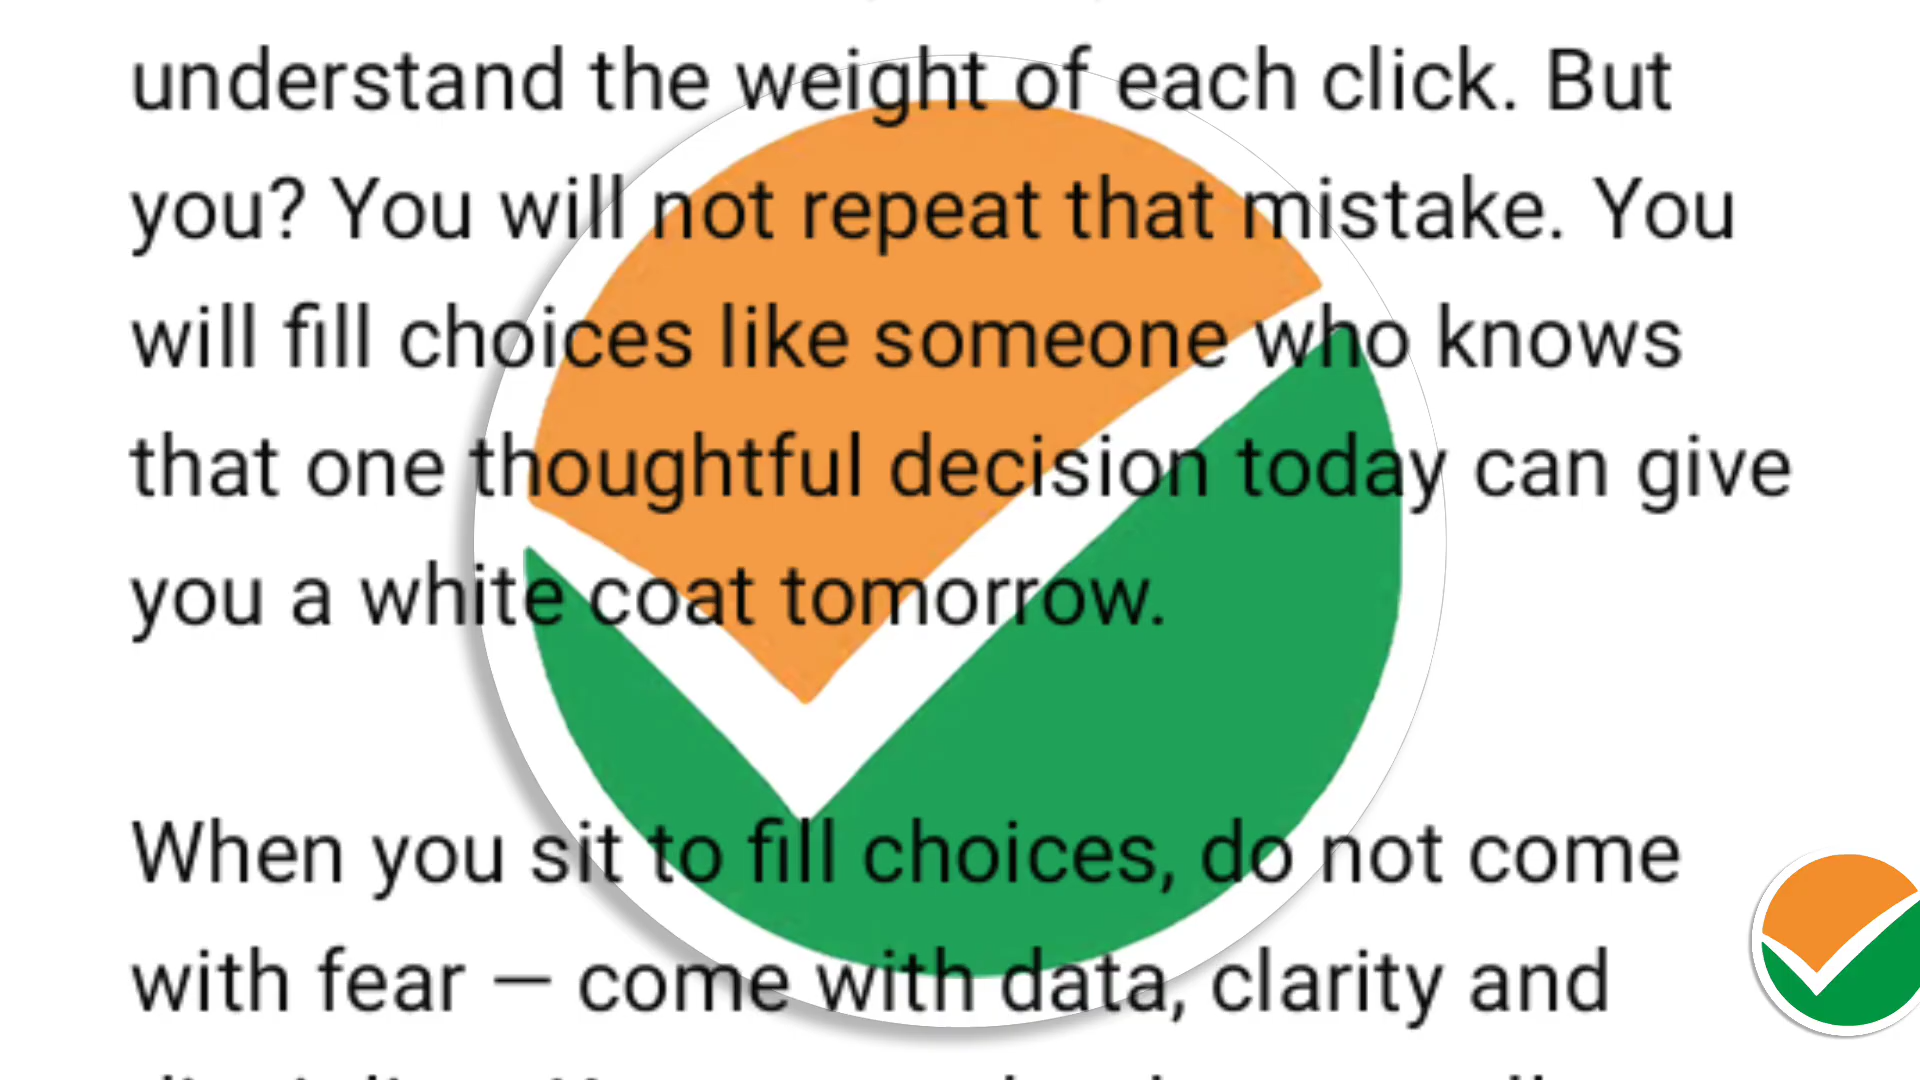 understand the weight of each click. But
you? You will not repeat that mistake. You
will fill choices like someone who knows
that one thoughtful decision today can give
you a white coat tomorrow.
When you sit to fill choices, do not come
with fear — come with data, clarity and